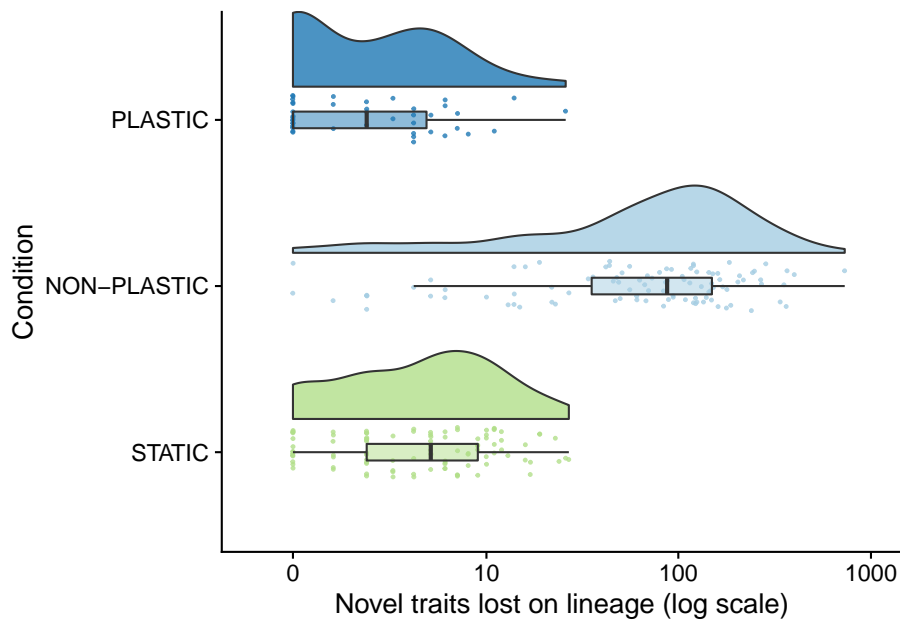 Condition
PLASTIC
NON−PLASTIC
STATIC
0 10 100 1000
Novel traits lost on lineage (log scale)